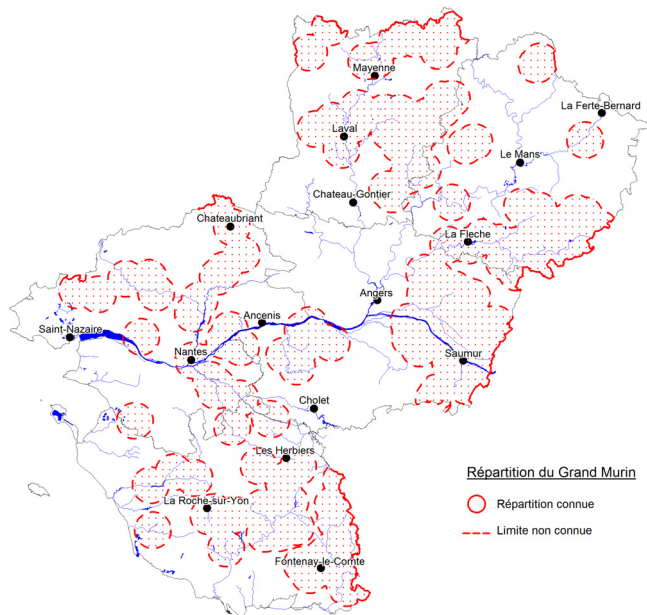 Mayenne
La Ferte-Bernard
Laval
Le Mans
Chateau-Gontier
Chateaubriant
La Fleche
Angers
Ancenis
Saint-Nazaire
Nantes
Saumur
Cholet
Les Herbiers
Répartition du Grand Murin
La Roche-sur-Yon
Répartition connue
Limite non connue
Fontenay-le-Comte